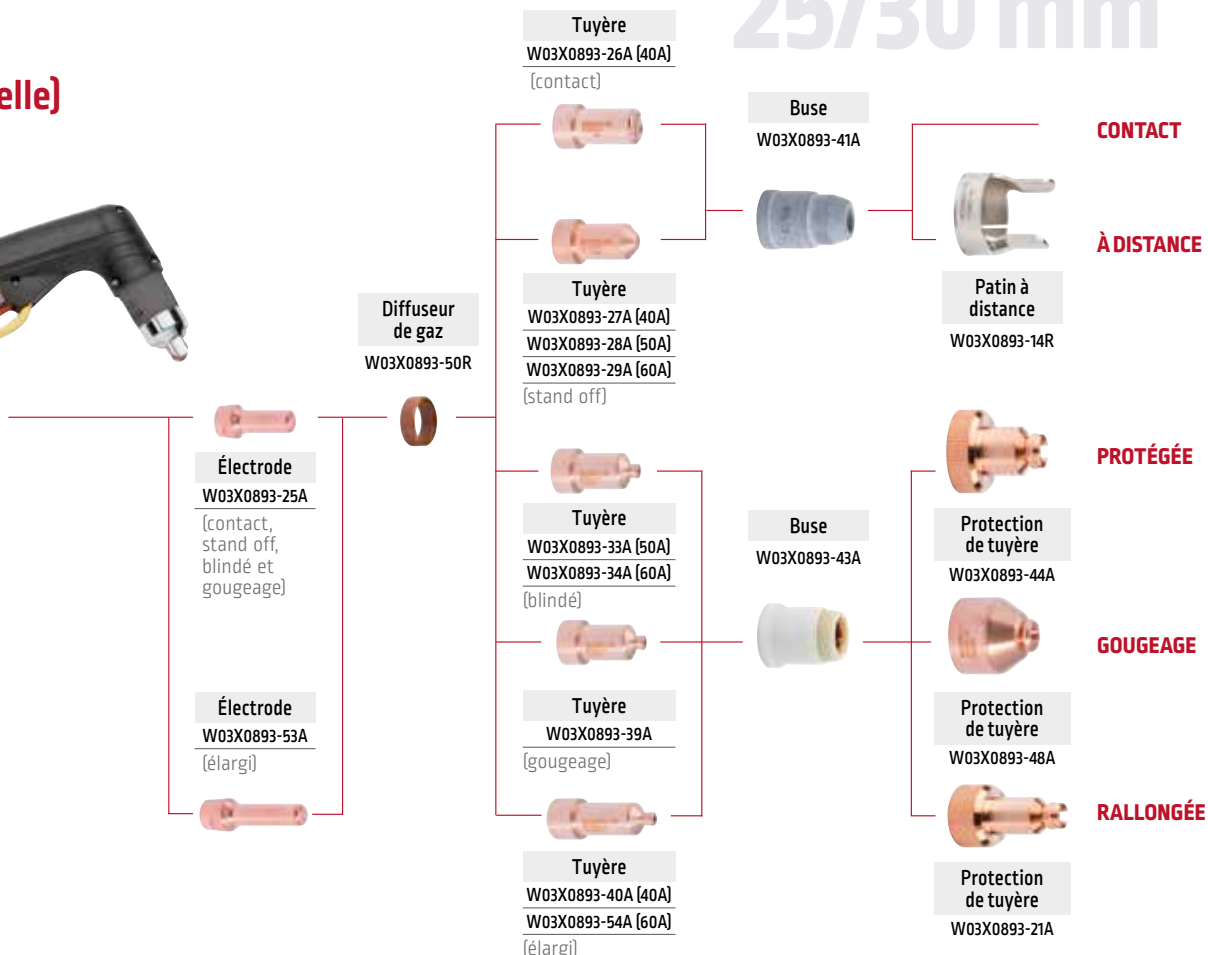 25/30 mm
elle)
Tuyère
W03X0893-26A (40A)
(contact)
Buse
W03X0893-41A
CONTACT
À DISTANCE
Tuyère
W03X0893-27A (40A)
W03X0893-28A (50A)
W03X0893-29A (60A)
(stand off)
Patin à
distance
W03X0893-14R
Diffuseur
de gaz
W03X0893-50R
Électrode
W03X0893-25A
(contact,
stand off,
blindé et
gougeage)
Tuyère
W03X0893-33A (50A)
W03X0893-34A (60A)
(blindé)
Buse
W03X0893-43A
PROTÉGÉE
Protection
de tuyère
W03X0893-44A
GOUGEAGE
Électrode
W03X0893-53A
(élargi)
Tuyère
W03X0893-39A
(gougeage)
Protection
de tuyère
W03X0893-48A
RALLONGÉE
Tuyère
W03X0893-40A (40A)
W03X0893-54A (60A)
(élargi)
Protection
de tuyère
W03X0893-21A